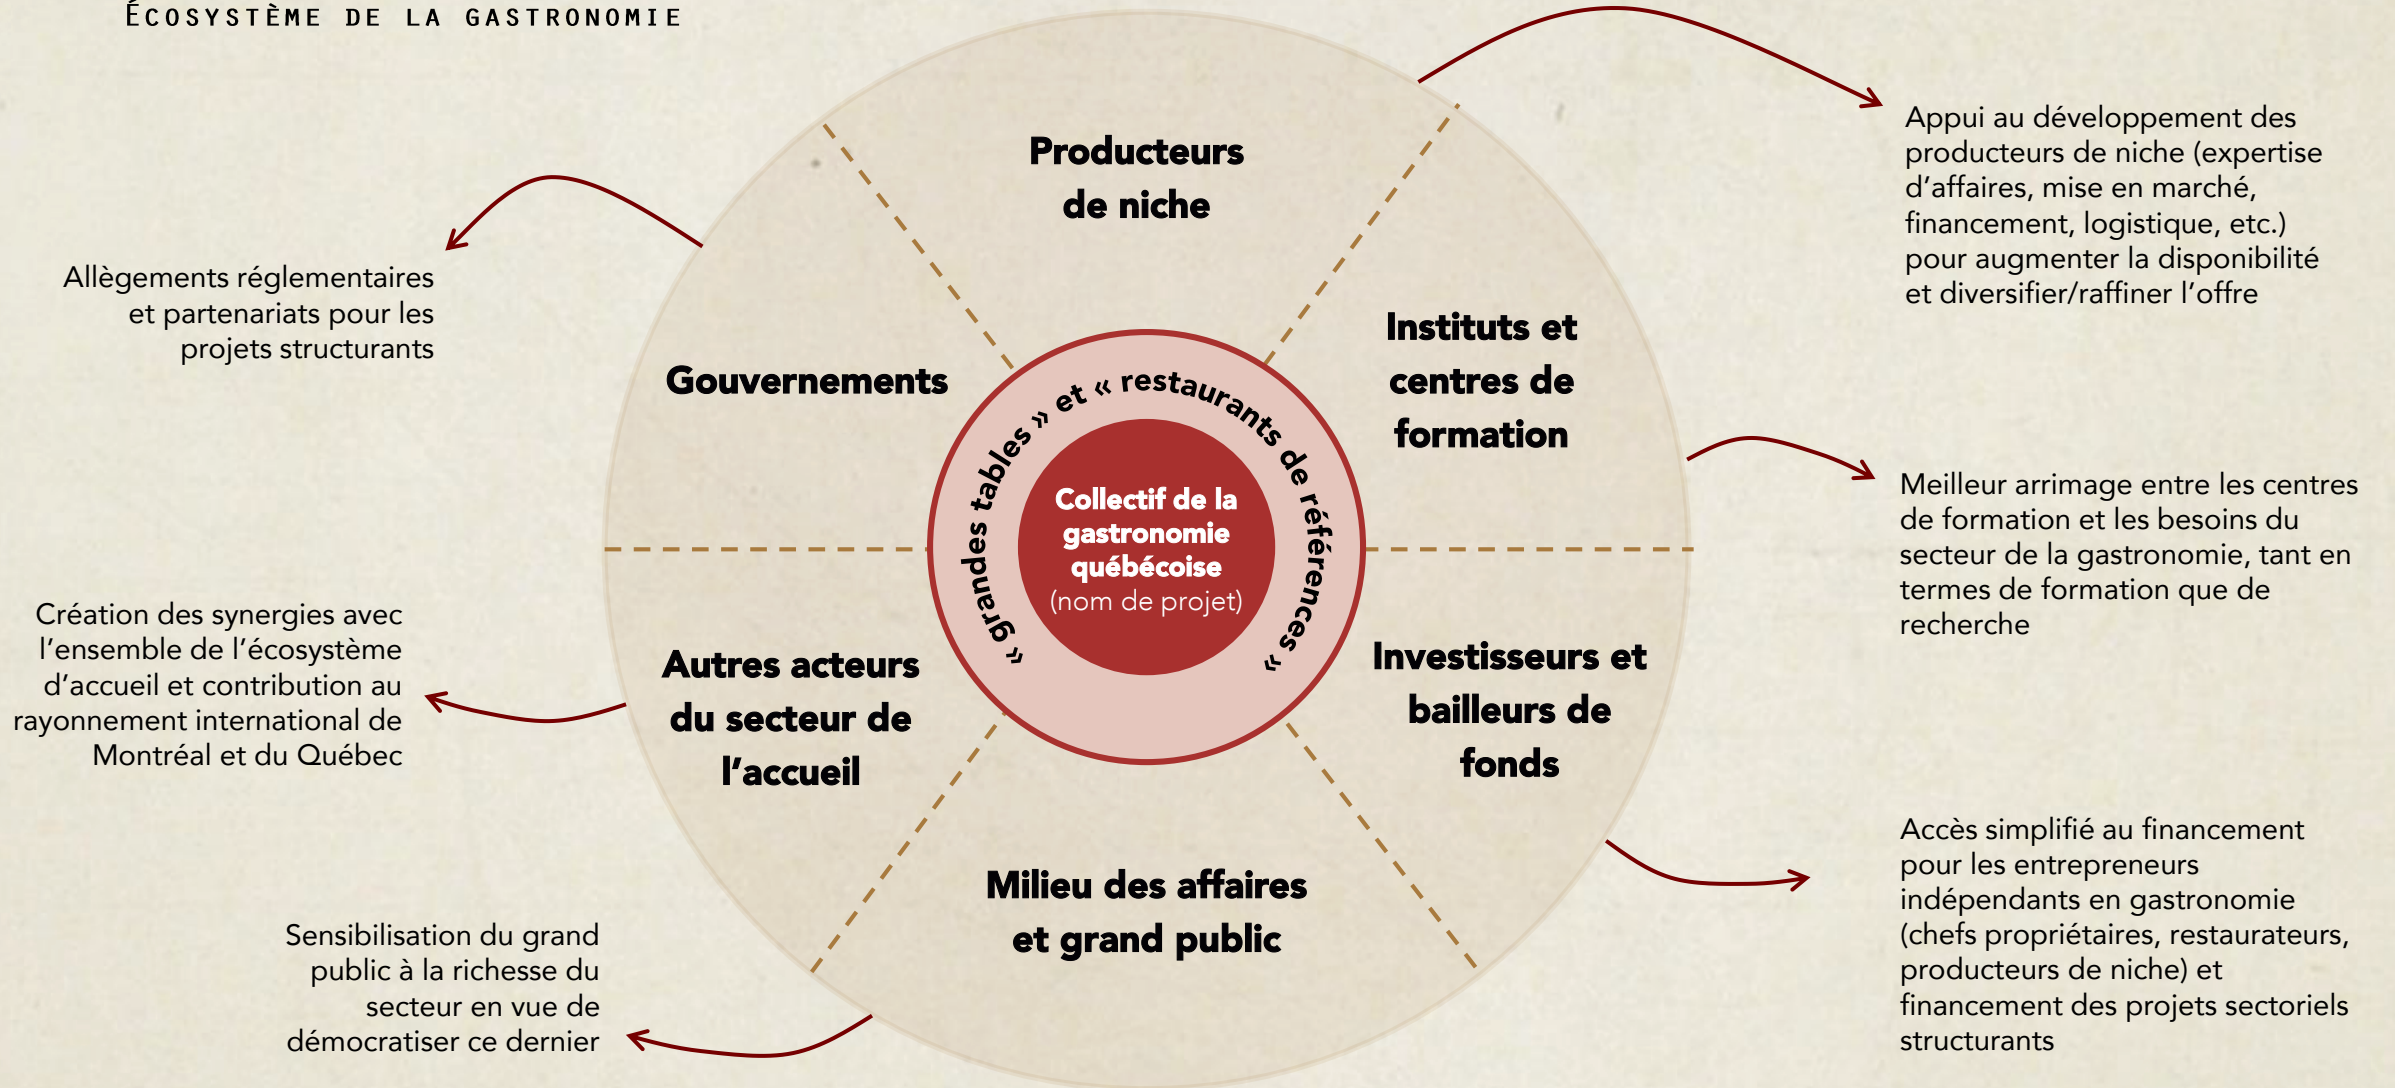 ÉCOSYSTÈME DE LA GASTRONOMIE
Producteurs
de niche
Appui au développement des
producteurs de niche (expertise
d'affaires, mise en marché,
financement, logistique, etc.)
pour augmenter la disponibilité
et diversifier/raffiner l'offre
Instituts et
centres de
formation
Meilleur arrimage entre les centres
de formation et les besoins du
secteur de la gastronomie, tant en
termes de formation que de
recherche
Investisseurs et
bailleurs de
fonds
Accès simplifié au financement
pour les entrepreneurs
indépendants en gastronomie
(chefs propriétaires, restaurateurs,
producteurs de niche) et
financement des projets sectoriels
structurants
Milieu des affaires
et grand public
Sensibilisation du grand
public à la richesse du
secteur en vue de
démocratiser ce dernier
Autres acteurs
du secteur de
l'accueil
Création des synergies avec
l'ensemble de l'écosystème
d'accueil et contribution au
rayonnement international de
Montréal et du Québec
Gouvernements
Allègements réglementaires
et partenariats pour les
projets structurants
« grandes tables » et « restaurants de références »
Collectif de la
gastronomie
québécoise
(nom de projet)